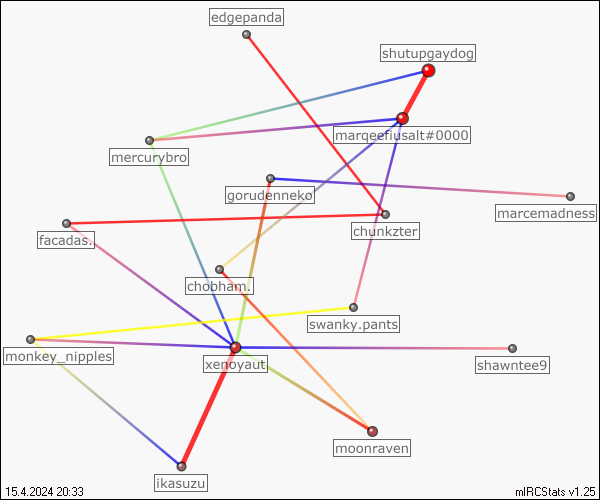 edgepanda
shutupgaydog
marqeefiusalt#0000
mercurybro
gorudenneko
marcemadness
facadas.
chunkzter
chobham.
swanky.pants
monkey_nipples
xenoyaut
shawntee9
moonraven
ikasuzu
15.4.2024 20:33
mIRCStats v1.25